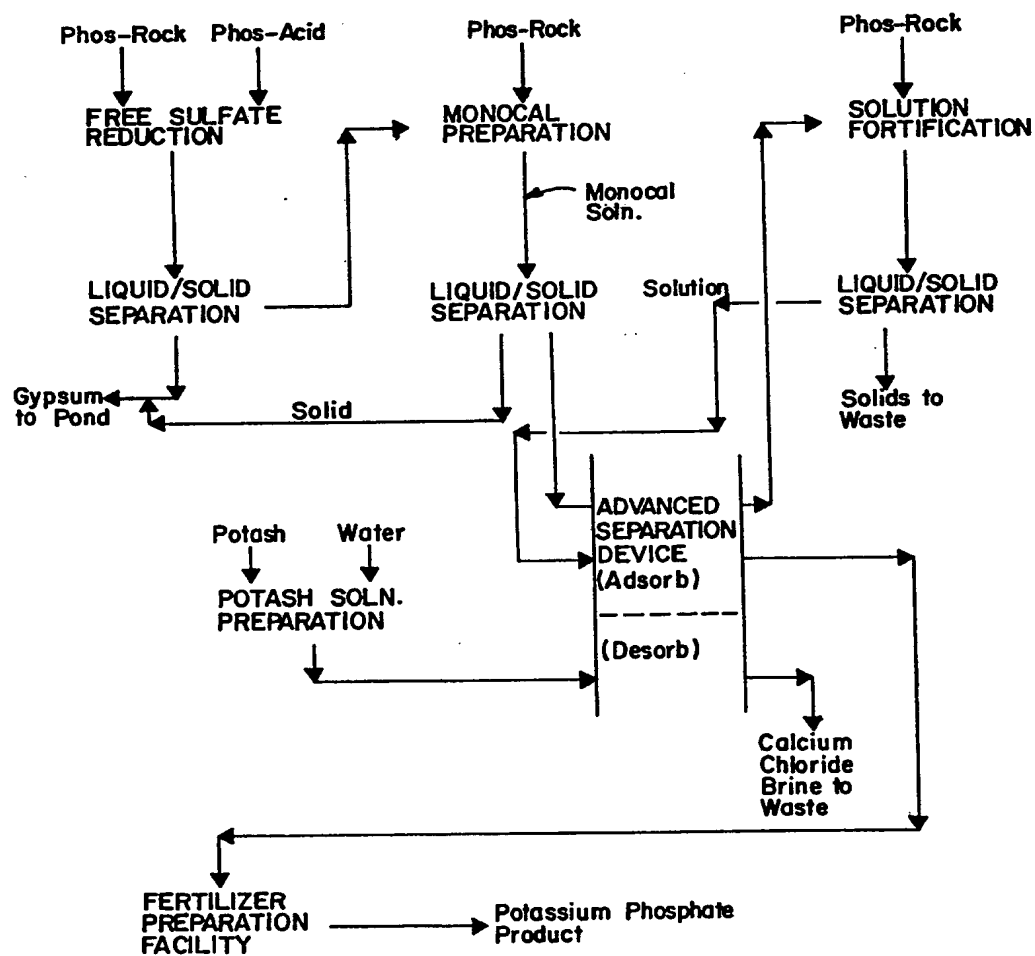 Phos-Rock Phos-Acid
FREE SULFATE
REDUCTION
LIQUID/SOLID
SEPARATION
Gypsum
to Pond
Solid
Phos-Rock
MONOCAL
PREPARATION
Monocal
Soln.
LIQUID/SOLID
SEPARATION
Phos-Rock
SOLUTION
FORTIFICATION
Solution
LIQUID/SOLID
SEPARATION
Solids to
Waste
Potash Water
POTASH SOLN.
PREPARATION
ADVANCED
SEPARATION
DEVICE
(Adsorb)
(Desorb)
Calcium
Chloride
Brine to
Waste
FERTILIZER
PREPARATION
FACILITY
Potassium Phosphate
Product